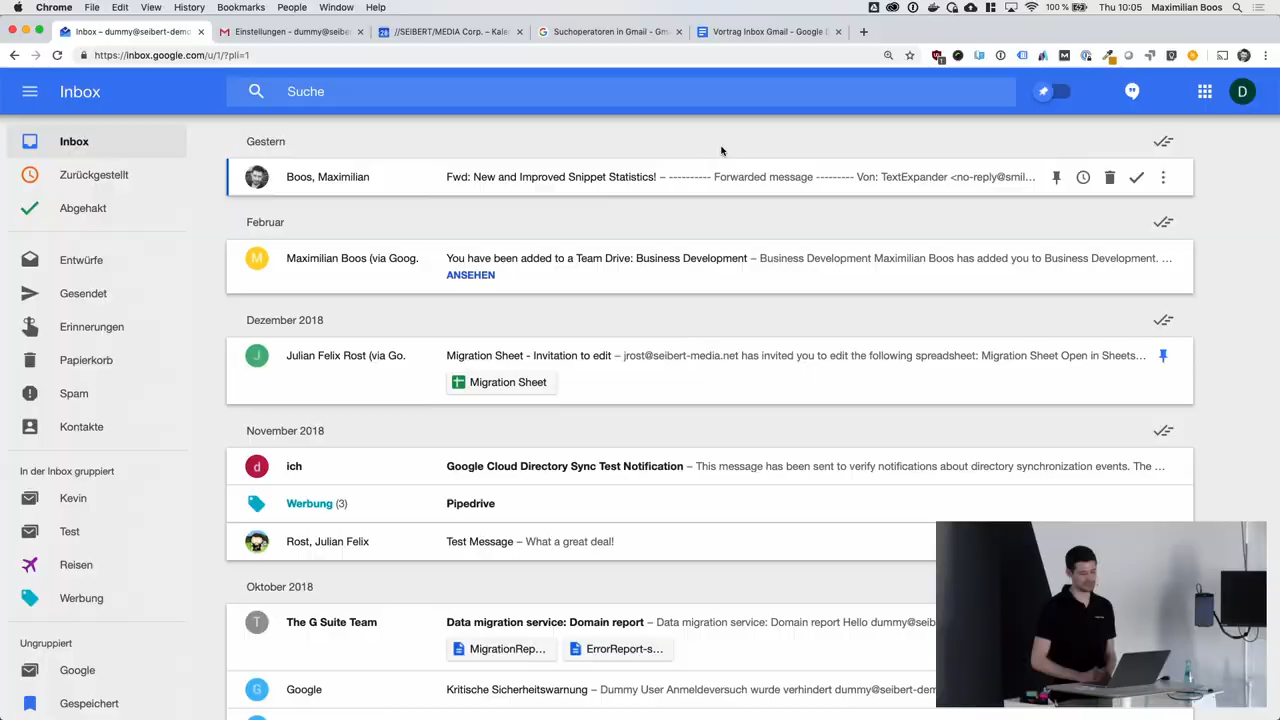 Chrome File Edit View History Bookmarks People Window Help 100 % Thu 10:05 Maximilian Boos
Inbox – dummy@seibert-demo Einstellungen - dummy@seibe //SEIBERT/MEDIA Corp. – Kale Suchoperatoren in Gmail - Gm Vortrag Inbox Gmail - Google
https://inbox.google.com/u/1/?pli=1
Inbox Suche D
Inbox
Zurückgestellt
Abgehakt
Entwürfe
Gesendet
Erinnerungen
Papierkorb
Spam
Kontakte
In der Inbox gruppiert
Kevin
Test
Reisen
Werbung
Ungruppiert
Google
Gespeichert
Gestern
Boos, Maximilian Fwd: New and Improved Snippet Statistics! – ---------- Forwarded message --------- Von: TextExpander <no-reply@smil...
Februar
M Maximilian Boos (via Goog. You have been added to a Team Drive: Business Development – Business Development Maximilian Boos has added you to Business Development. ...
ANSEHEN
Dezember 2018
J Julian Felix Rost (via Go. Migration Sheet - Invitation to edit – jrost@seibert-media.net has invited you to edit the following spreadsheet: Migration Sheet Open in Sheets...
Migration Sheet
November 2018
d ich Google Cloud Directory Sync Test Notification – This message has been sent to verify notifications about directory synchronization events. The ...
Werbung (3) Pipedrive
Rost, Julian Felix Test Message – What a great deal!
Oktober 2018
T The G Suite Team Data migration service: Domain report – Data migration service: Domain report Hello dummy@seib
MigrationRep... ErrorReport-s...
G Google Kritische Sicherheitswarnung – Dummy User Anmeldeversuch wurde verhindert dummy@seibert-dem